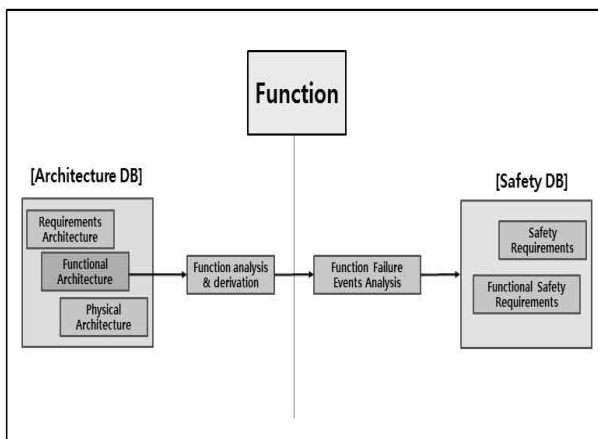 Function
[Architecture DB]
[Safety DB]
Requirements
Architecture
Functional
Architecture
Physical
Architecture
Function analysis
& derivation
Function Failure
Events Analysis
Safety
Requirements
Functional Safety
Requirements